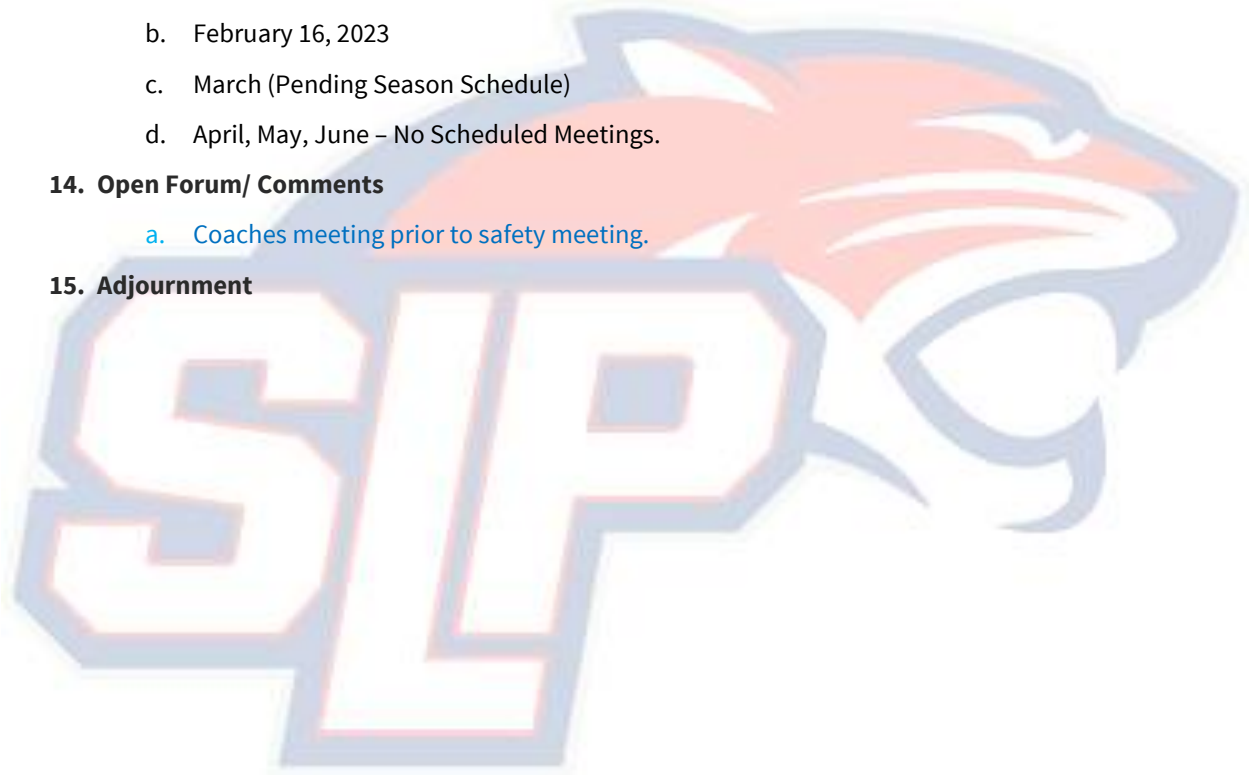 b. February 16, 2023
c. March (Pending Season Schedule)
d. April, May, June – No Scheduled Meetings.
14. Open Forum/ Comments
a. Coaches meeting prior to safety meeting.
15. Adjournment
SLP